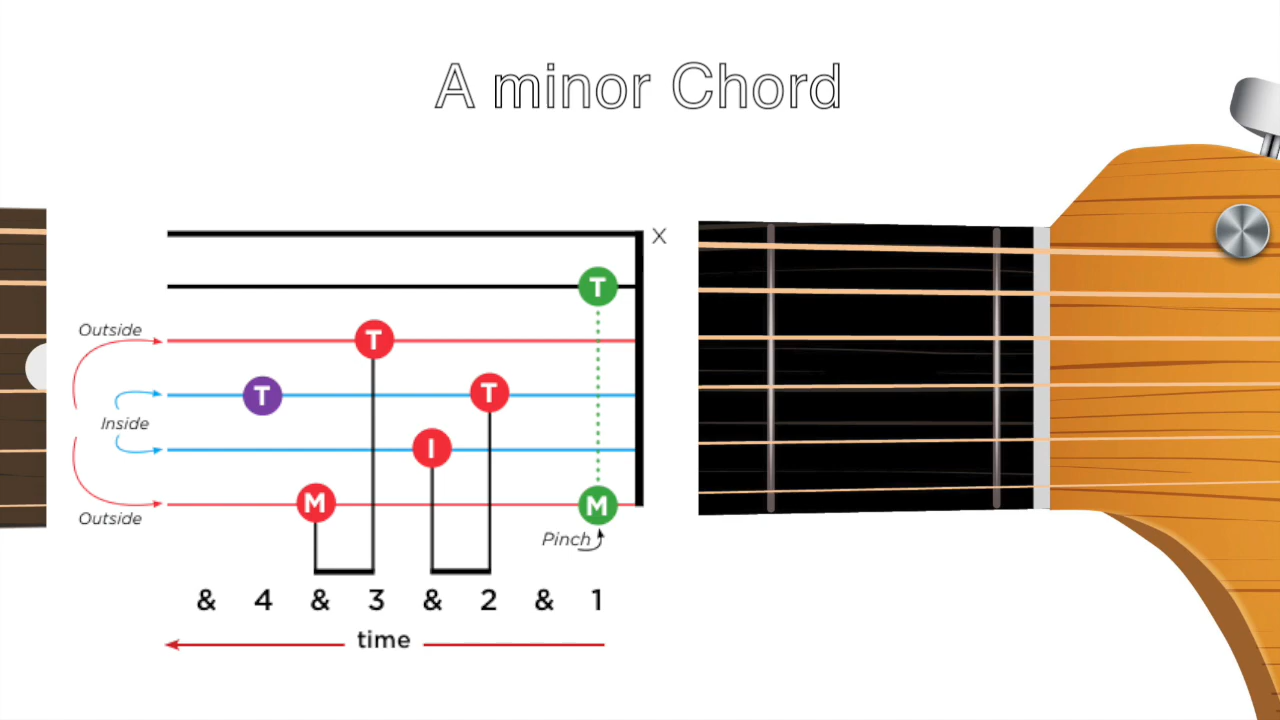 A minor Chord
X
T
Outside
T
T
T
Inside
I
M
M
Outside
Pinch
& 4 & 3 & 2 & 1
time